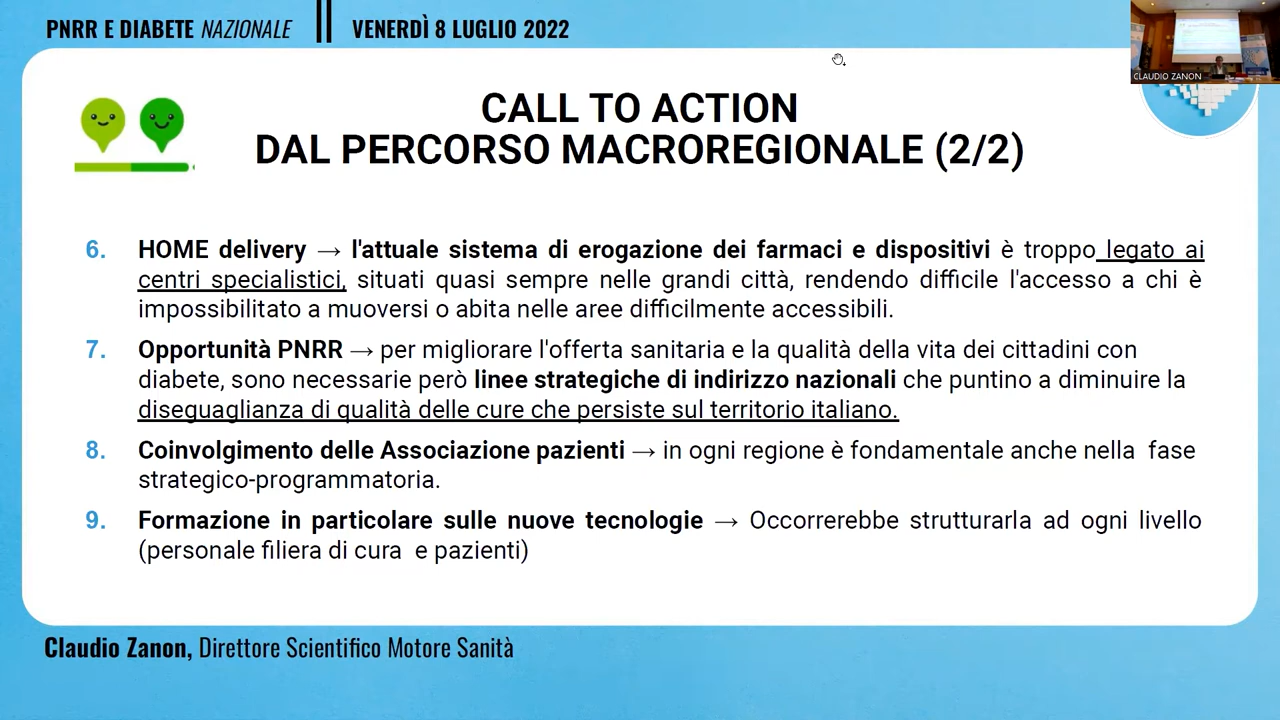 PNRR E DIABETE NAZIONALE
VENERDÌ 8 LUGLIO 2022
CLAUDIO ZANON
CALL TO ACTION
DAL PERCORSO MACROREGIONALE (2/2)
6. HOME delivery → l'attuale sistema di erogazione dei farmaci e dispositivi è troppo legato ai
centri specialistici, situati quasi sempre nelle grandi città, rendendo difficile l'accesso a chi è
impossibilitato a muoversi o abita nelle aree difficilmente accessibili.
7. Opportunità PNRR → per migliorare l'offerta sanitaria e la qualità della vita dei cittadini con
diabete, sono necessarie però linee strategiche di indirizzo nazionali che puntino a diminuire la
diseguaglianza di qualità delle cure che persiste sul territorio italiano.
8. Coinvolgimento delle Associazione pazienti → in ogni regione è fondamentale anche nella  fase
strategico-programmatoria.
9. Formazione in particolare sulle nuove tecnologie → Occorrerebbe strutturarla ad ogni livello
(personale filiera di cura  e pazienti)
Claudio Zanon, Direttore Scientifico Motore Sanità